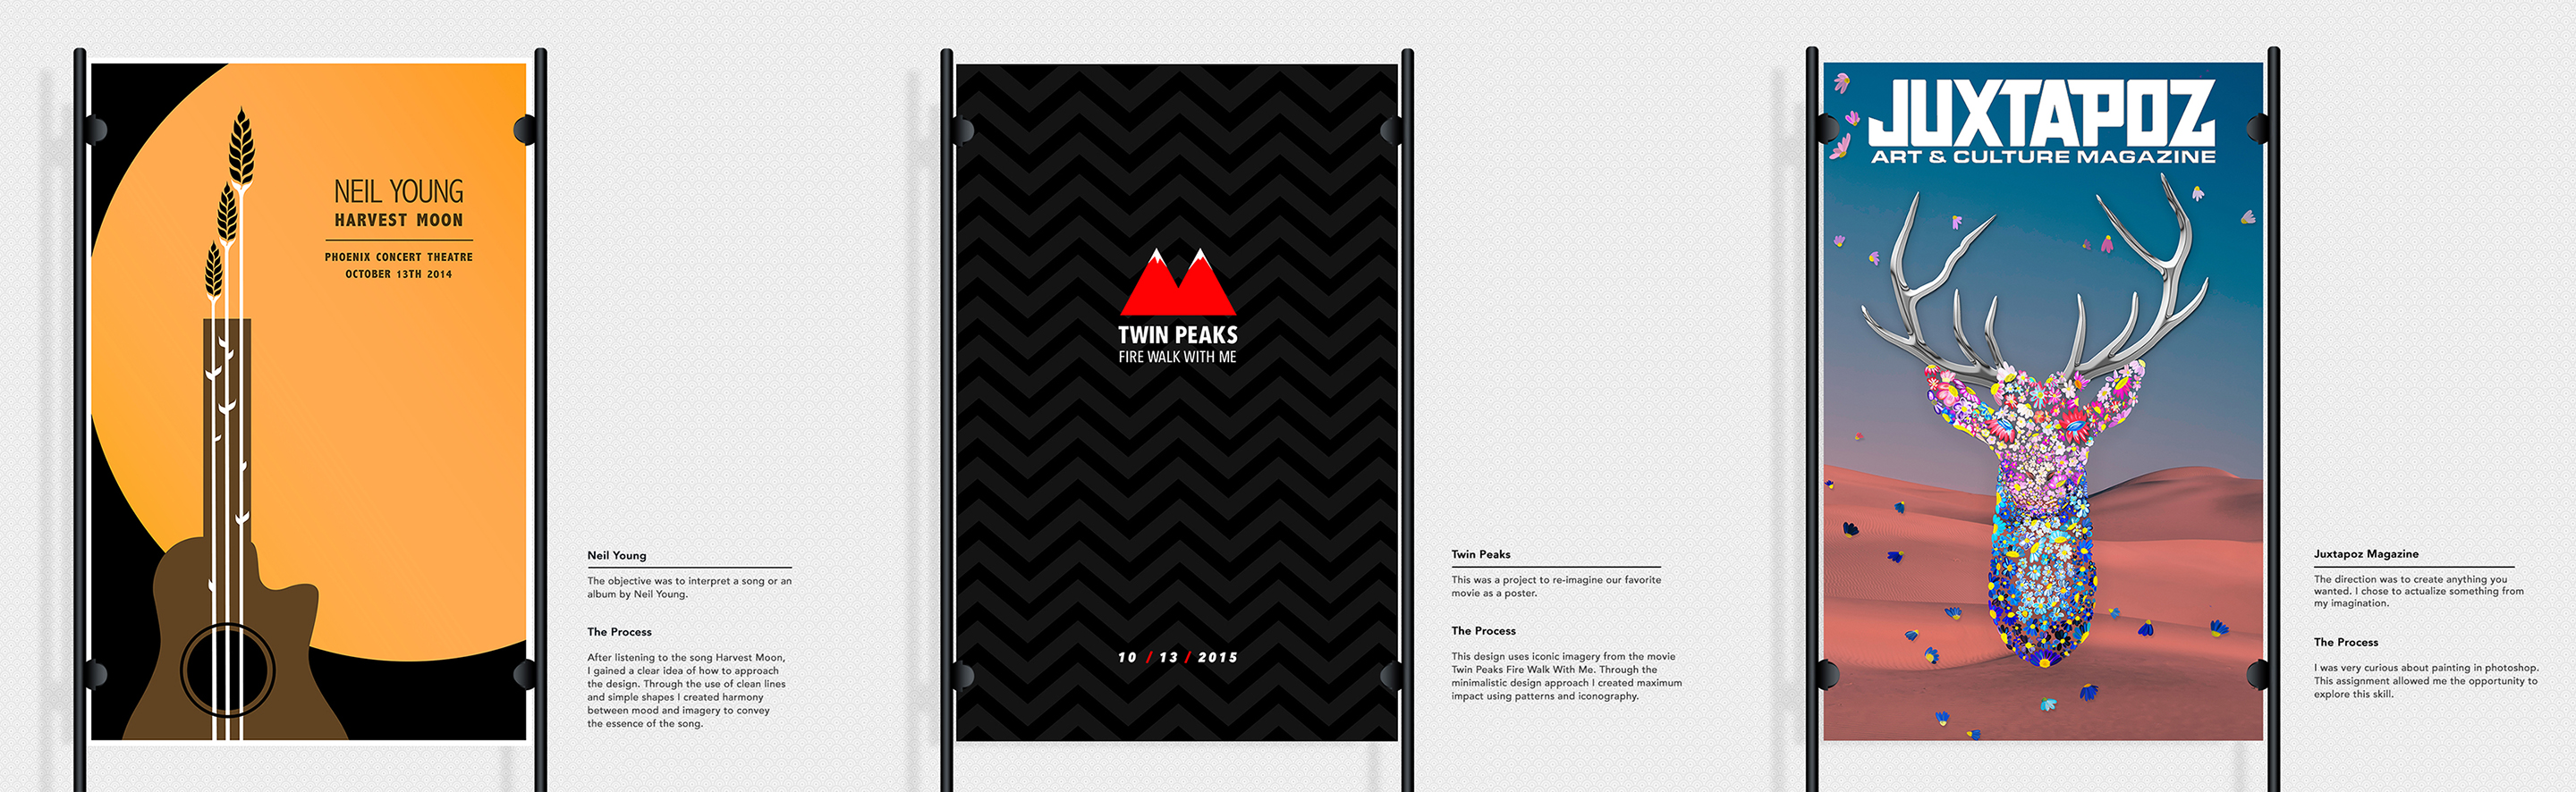 NEIL YOUNG
HARVEST MOON
PHOENIX CONCERT THEATRE
OCTOBER 13TH 2014
Neil Young
The objective was to interpret a song or an
album by Neil Young.
The Process
After listening to the song Harvest Moon,
I gained a clear idea of how to approach
the design. Through the use of clean lines
and simple shapes I created harmony
between mood and imagery to convey
the essence of the song.
TWIN PEAKS
FIRE WALK WITH ME
10 / 13 / 2015
Twin Peaks
This was a project to re-imagine our favorite
movie as a poster.
The Process
This design uses iconic imagery from the movie
Twin Peaks Fire Walk With Me. Through the
minimalistic design approach I created maximum
impact using patterns and iconography.
JUXTAPOZ
ART & CULTURE MAGAZINE
Juxtapoz Magazine
The direction was to create anything you
wanted. I chose to actualize something from
my imagination.
The Process
I was very curious about painting in photoshop.
This assignment allowed me the opportunity to
explore this skill.